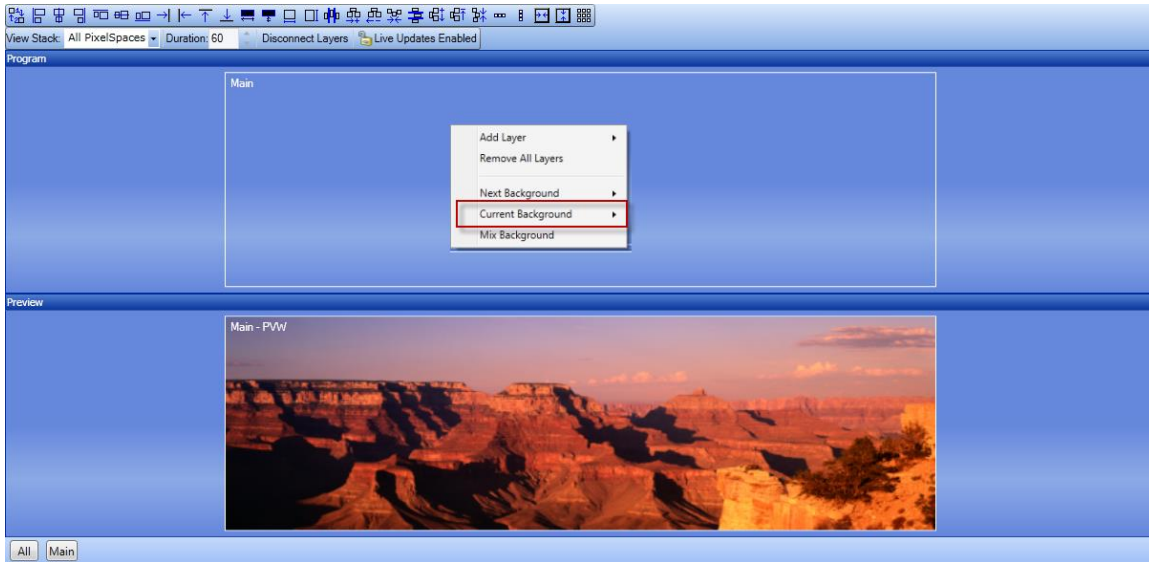 View Stack: All PixelSpaces Duration: 60 Disconnect Layers Live Updates Enabled
Program
Main
Add Layer
Remove All Layers
Next Background
Current Background
Mix Background
Preview
Main - PVW
All Main